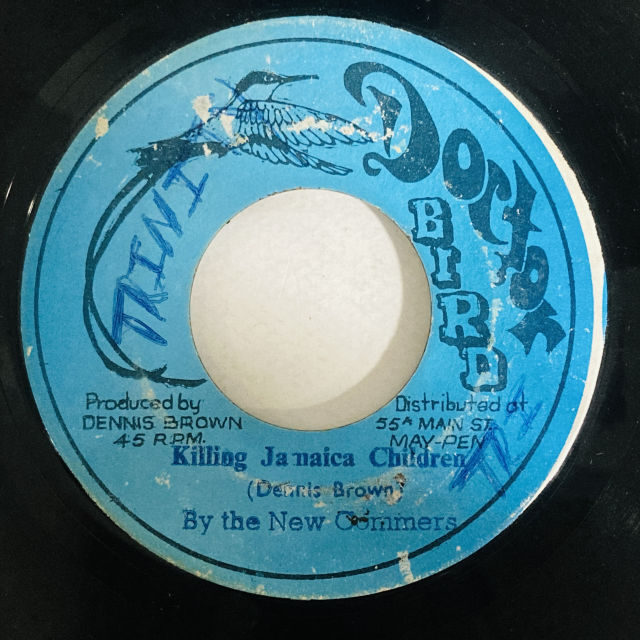 Doctor
BIRD
TRINI
Produced by
DENNIS BROWN
45 R.P.M.
Distributed at
55A MAIN ST.
MAY-PEN
TRI
Killing Jamaica Children
(Dennis Brown)
By the New Commers